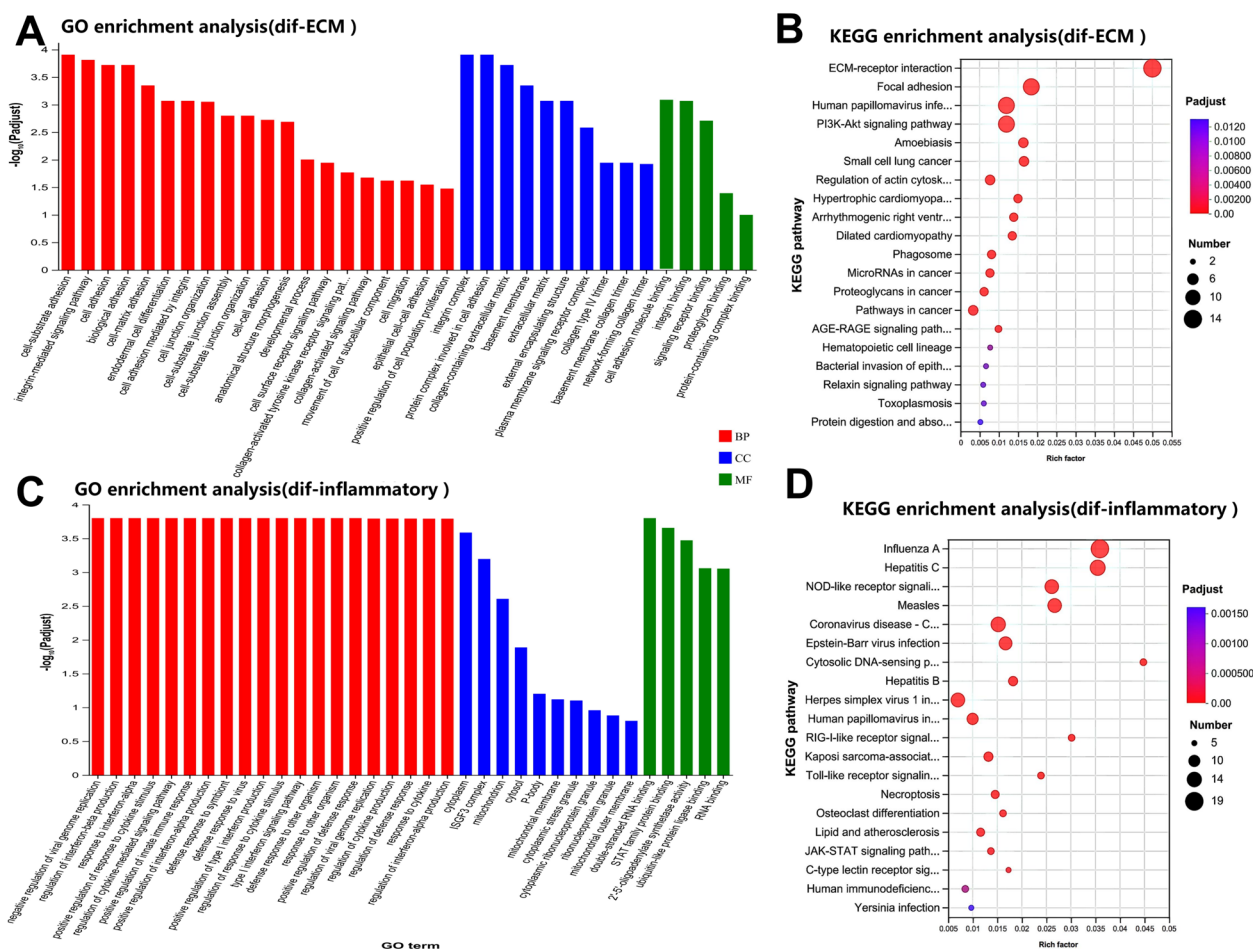 A
GO enrichment analysis(dif-ECM )
-log10(Padjust)
4
3.5
3
2.5
2
1.5
1
0.5
0
cell-substrate adhesion
integrin-mediated signaling pathway
cell adhesion
biological adhesion
cell-matrix adhesion
endodermal cell differentiation
cell adhesion mediated by integrin
cell junction organization
cell-substrate junction assembly
cell-substrate junction organization
cell-cell adhesion
anatomical structure morphogenesis
developmental process
cell surface receptor signaling pathway
collagen-activated tyrosine kinase receptor signaling pat...
collagen-activated signaling pathway
movement of cell or subcellular component
cell migration
epithelial cell-cell adhesion
positive regulation of cell population proliferation
integrin complex
protein complex involved in cell adhesion
collagen-containing extracellular matrix
basement membrane
extracellular matrix
external encapsulating structure
plasma membrane signaling receptor complex
collagen type IV trimer
basement membrane collagen trimer
network-forming collagen trimer
cell adhesion molecule binding
integrin binding
signaling receptor binding
proteoglycan binding
protein-containing complex binding
BP
CC
MF
B
KEGG enrichment analysis(dif-ECM )
KEGG pathway
ECM-receptor interaction
Focal adhesion
Human papillomavirus infe...
PI3K-Akt signaling pathway
Amoebiasis
Small cell lung cancer
Regulation of actin cytosk...
Hypertrophic cardiomyopa...
Arrhythmogenic right ventr...
Dilated cardiomyopathy
Phagosome
MicroRNAs in cancer
Proteoglycans in cancer
Pathways in cancer
AGE-RAGE signaling path...
Hematopoietic cell lineage
Bacterial invasion of epith...
Relaxin signaling pathway
Toxoplasmosis
Protein digestion and abso...
0 0.005 0.01 0.015 0.02 0.025 0.03 0.035 0.04 0.045 0.05 0.055
Rich factor
Padjust
0.0120
0.00800
0.00600
0.00400
0.00200
0.00
Number
2
6
10
14
C
GO enrichment analysis(dif-inflammatory )
-log10(Padjust)
4
3.5
3
2.5
2
1.5
1
0.5
0
negative regulation of viral genome replication
regulation of interferon-beta production
response to interferon-alpha
positive regulation of response to cytokine stimulus
regulation of cytokine-mediated signaling pathway
positive regulation of innate immune response
positive regulation of interferon-alpha production
defense response to symbiont
defense response to virus
positive regulation of type I interferon production
regulation of response to cytokine stimulus
type I interferon signaling pathway
defense response to other organism
response to other organism
positive regulation of defense response
regulation of viral genome replication
regulation of cytokine production
regulation of defense response
response to cytokine
regulation of interferon-alpha production
cytoplasm
ISGF3 complex
mitochondrion
cytosol
P-body
mitochondrial membrane
cytoplasmic stress granule
cytoplasmic ribonucleoprotein granule
ribonucleoprotein granule
mitochondrial outer membrane
double-stranded RNA binding
STAT family protein binding
2'-5'-oligoadenylate synthetase activity
ubiquitin-like protein ligase binding
RNA binding
GO term
D
KEGG enrichment analysis(dif-inflammatory )
KEGG pathway
Influenza A
Hepatitis C
NOD-like receptor signali...
Measles
Coronavirus disease - C...
Epstein-Barr virus infection
Cytosolic DNA-sensing p...
Hepatitis B
Herpes simplex virus 1 in...
Human papillomavirus in...
RIG-I-like receptor signal...
Kaposi sarcoma-associat...
Toll-like receptor signalin...
Necroptosis
Osteoclast differentiation
Lipid and atherosclerosis
JAK-STAT signaling path...
C-type lectin receptor sig...
Human immunodeficienc...
Yersinia infection
0.005 0.01 0.015 0.02 0.025 0.03 0.035 0.04 0.045 0.05
Rich factor
Padjust
0.00150
0.000500
0.00
Number
5
10
14
19